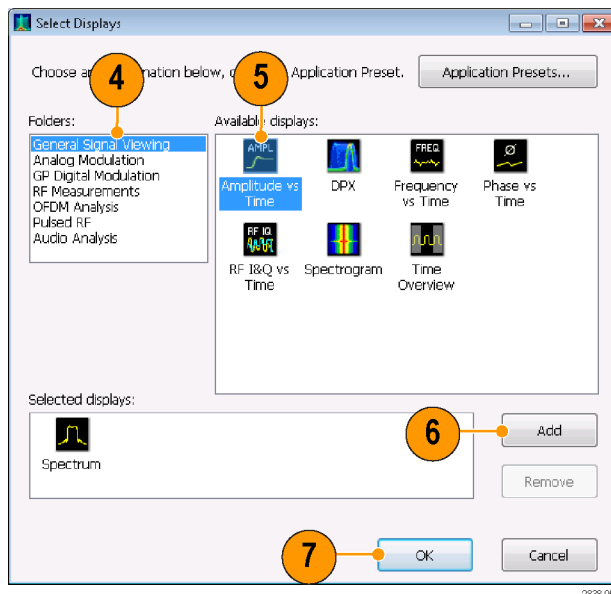 Select Displays
Choose an mation below, Application Preset.
Application Presets...
4
5
Folders:
Available displays:
General Signal Viewing
Analog Modulation
GP Digital Modulation
RF Measurements
OFDM Analysis
Pulsed RF
Audio Analysis
AMPL
Amplitude vs
Time
DPX
FREQ
Frequency
vs Time
Ø
Phase vs
Time
RF IQ
RF I&Q vs
Time
Spectrogram
Time
Overview
Selected displays:
Spectrum
6
Add
Remove
7
OK
Cancel